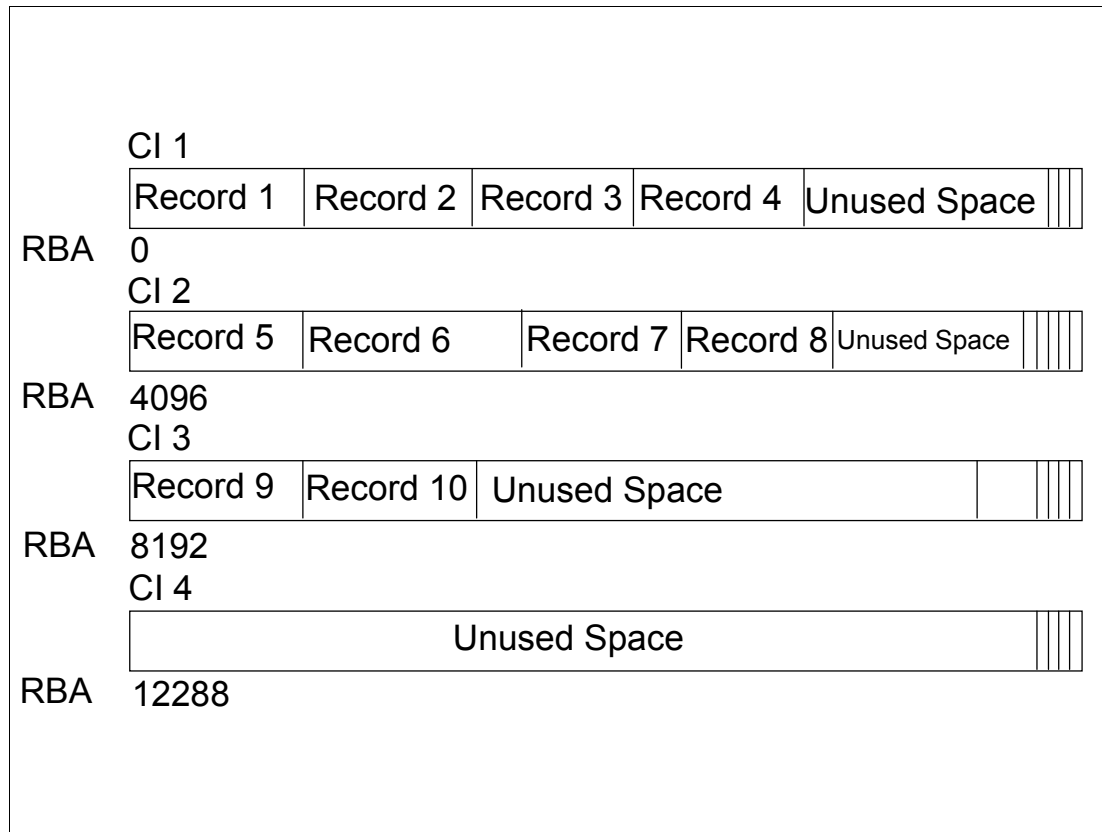 CI 1
Record 1 Record 2 Record 3 Record 4 Unused Space
RBA 0
CI 2
Record 5 Record 6 Record 7 Record 8 Unused Space
RBA 4096
CI 3
Record 9 Record 10 Unused Space
RBA 8192
CI 4
Unused Space
RBA 12288